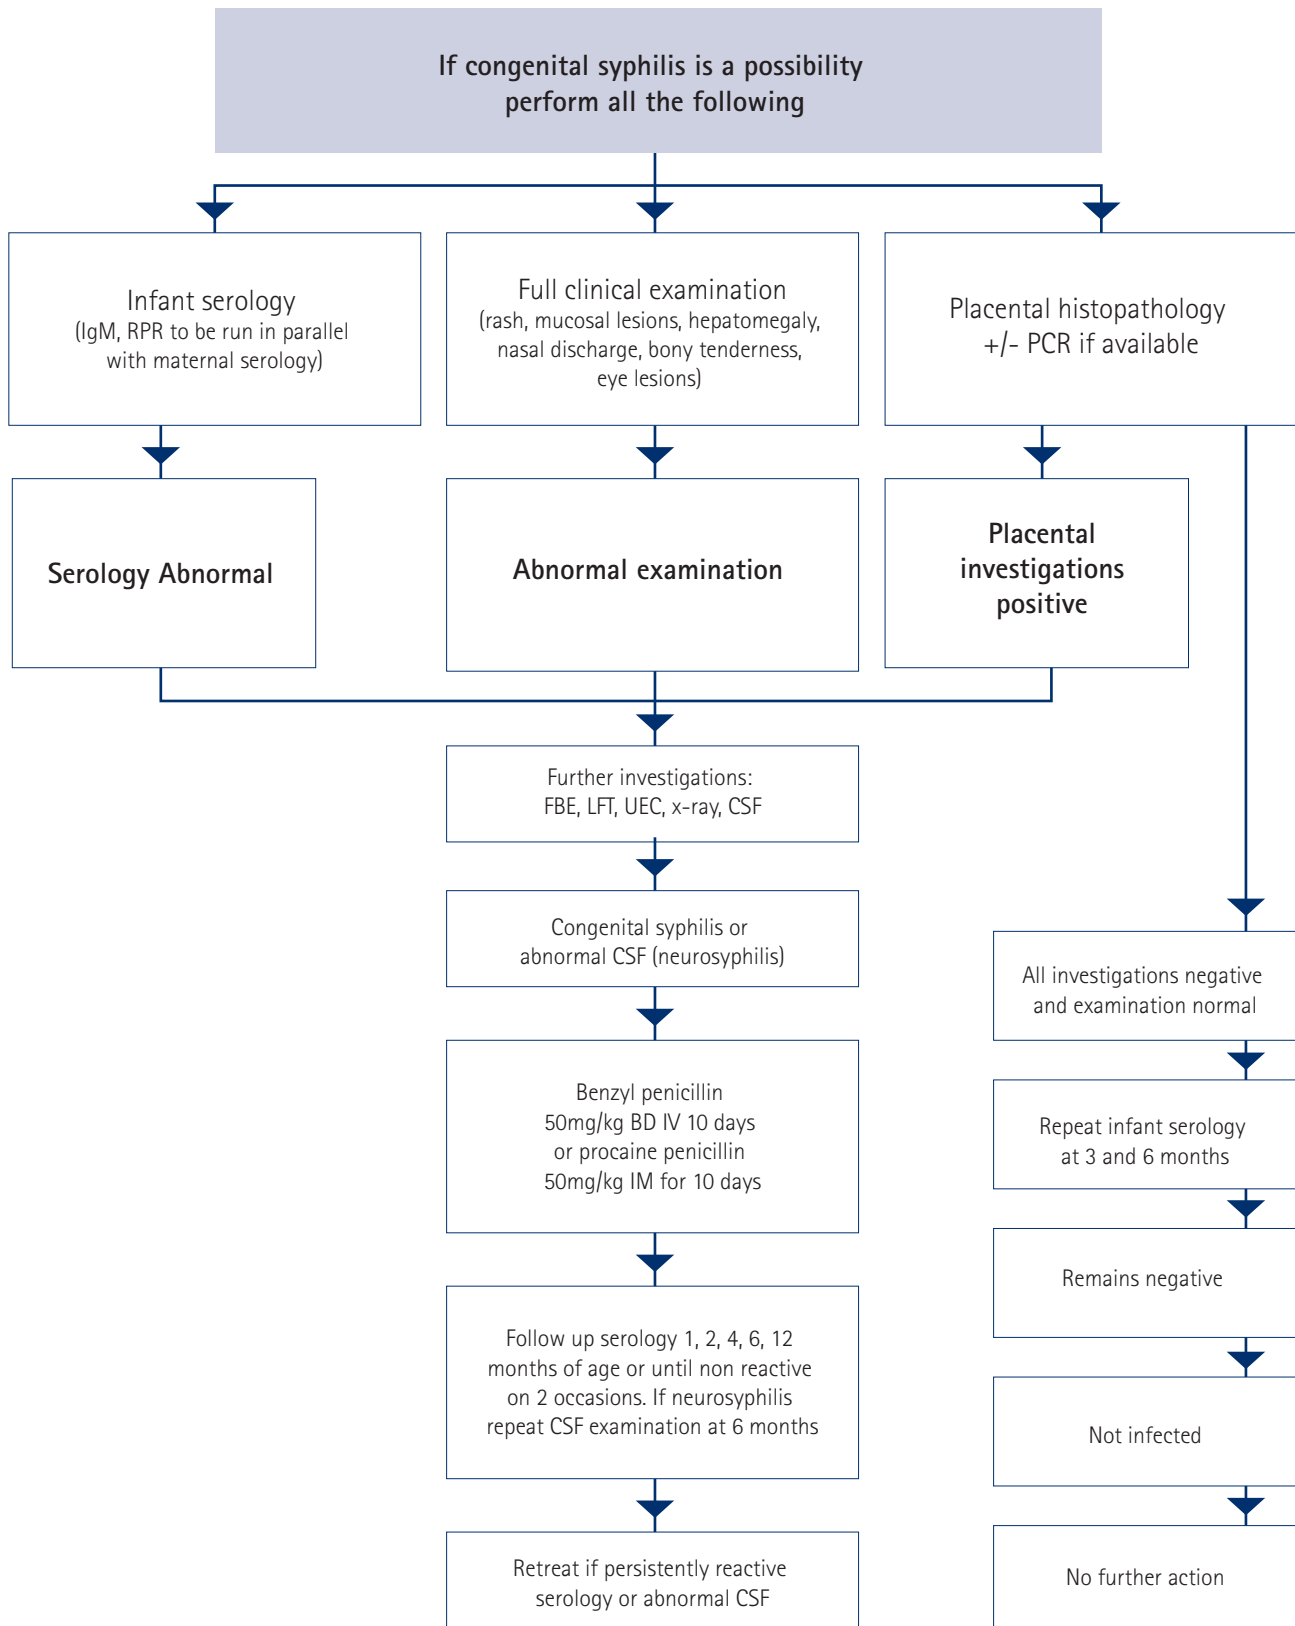 If congenital syphilis is a possibility
perform all the following
Infant serology
(IgM, RPR to be run in parallel
with maternal serology)
Full clinical examination
(rash, mucosal lesions, hepatomegaly,
nasal discharge, bony tenderness,
eye lesions)
Placental histopathology
+/- PCR if available
Serology Abnormal
Abnormal examination
Placental
investigations
positive
Further investigations:
FBE, LFT, UEC, x-ray, CSF
Congenital syphilis or
abnormal CSF (neurosyphilis)
All investigations negative
and examination normal
Benzyl penicillin
50mg/kg BD IV 10 days
or procaine penicillin
50mg/kg IM for 10 days
Repeat infant serology
at 3 and 6 months
Remains negative
Follow up serology 1, 2, 4, 6, 12
months of age or until non reactive
on 2 occasions. If neurosyphilis
repeat CSF examination at 6 months
Not infected
Retreat if persistently reactive
serology or abnormal CSF
No further action